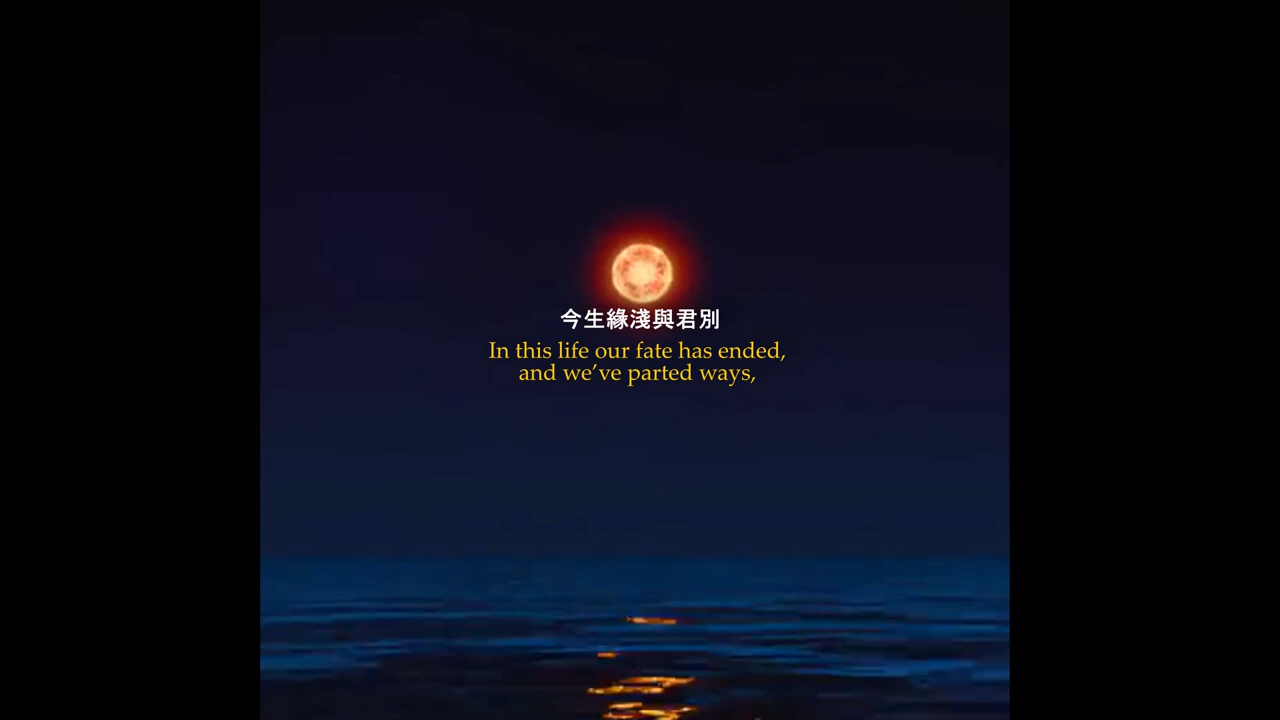 今生緣淺與君別
In this life our fate has ended,
and we’ve parted ways,